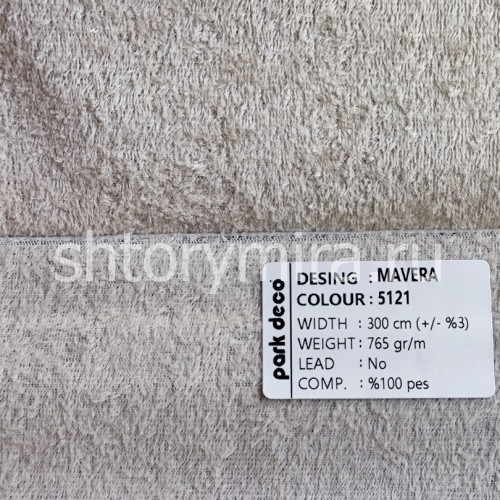 shtorymira.ru
park deco
DESING : MAVERA
COLOUR : 5121
WIDTH : 300 cm (+/- %3)
WEIGHT : 765 gr/m
LEAD : No
COMP. : %100 pes